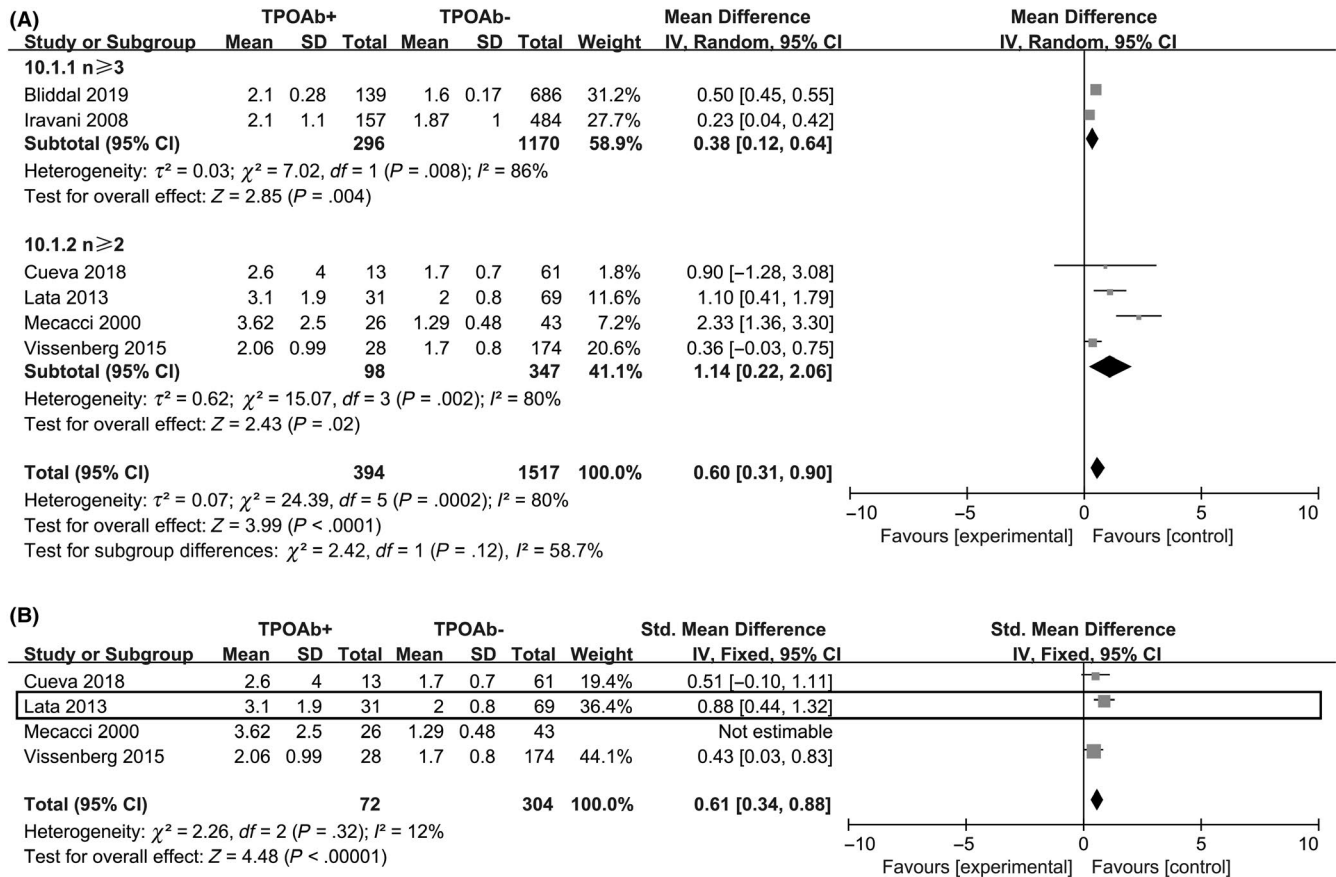 (A)
TPOAb+ TPOAb- Mean Difference Mean Difference
Study or Subgroup Mean SD Total Mean SD Total Weight IV, Random, 95% CI IV, Random, 95% CI
10.1.1 n⩾3
Bliddal 2019 2.1 0.28 139 1.6 0.17 686 31.2% 0.50 [0.45, 0.55]
Iravani 2008 2.1 1.1 157 1.87 1 484 27.7% 0.23 [0.04, 0.42]
Subtotal (95% CI) 296 1170 58.9% 0.38 [0.12, 0.64]
Heterogeneity: τ² = 0.03; χ² = 7.02, df = 1 (P = .008); I² = 86%
Test for overall effect: Z = 2.85 (P = .004)
10.1.2 n⩾2
Cueva 2018 2.6 4 13 1.7 0.7 61 1.8% 0.90 [–1.28, 3.08]
Lata 2013 3.1 1.9 31 2 0.8 69 11.6% 1.10 [0.41, 1.79]
Mecacci 2000 3.62 2.5 26 1.29 0.48 43 7.2% 2.33 [1.36, 3.30]
Vissenberg 2015 2.06 0.99 28 1.7 0.8 174 20.6% 0.36 [–0.03, 0.75]
Subtotal (95% CI) 98 347 41.1% 1.14 [0.22, 2.06]
Heterogeneity: τ² = 0.62; χ² = 15.07, df = 3 (P = .002); I² = 80%
Test for overall effect: Z = 2.43 (P = .02)
Total (95% CI) 394 1517 100.0% 0.60 [0.31, 0.90]
Heterogeneity: τ² = 0.07; χ² = 24.39, df = 5 (P = .0002); I² = 80%
Test for overall effect: Z = 3.99 (P < .0001)
Test for subgroup differences: χ² = 2.42, df = 1 (P = .12), I² = 58.7%
–10 –5 0 5 10
Favours [experimental] Favours [control]
(B)
TPOAb+ TPOAb- Std. Mean Difference Std. Mean Difference
Study or Subgroup Mean SD Total Mean SD Total Weight IV, Fixed, 95% CI IV, Fixed, 95% CI
Cueva 2018 2.6 4 13 1.7 0.7 61 19.4% 0.51 [–0.10, 1.11]
Lata 2013 3.1 1.9 31 2 0.8 69 36.4% 0.88 [0.44, 1.32]
Mecacci 2000 3.62 2.5 26 1.29 0.48 43 Not estimable
Vissenberg 2015 2.06 0.99 28 1.7 0.8 174 44.1% 0.43 [0.03, 0.83]
Total (95% CI) 72 304 100.0% 0.61 [0.34, 0.88]
Heterogeneity: χ² = 2.26, df = 2 (P = .32); I² = 12%
Test for overall effect: Z = 4.48 (P < .00001)
–10 –5 0 5 10
Favours [experimental] Favours [control]